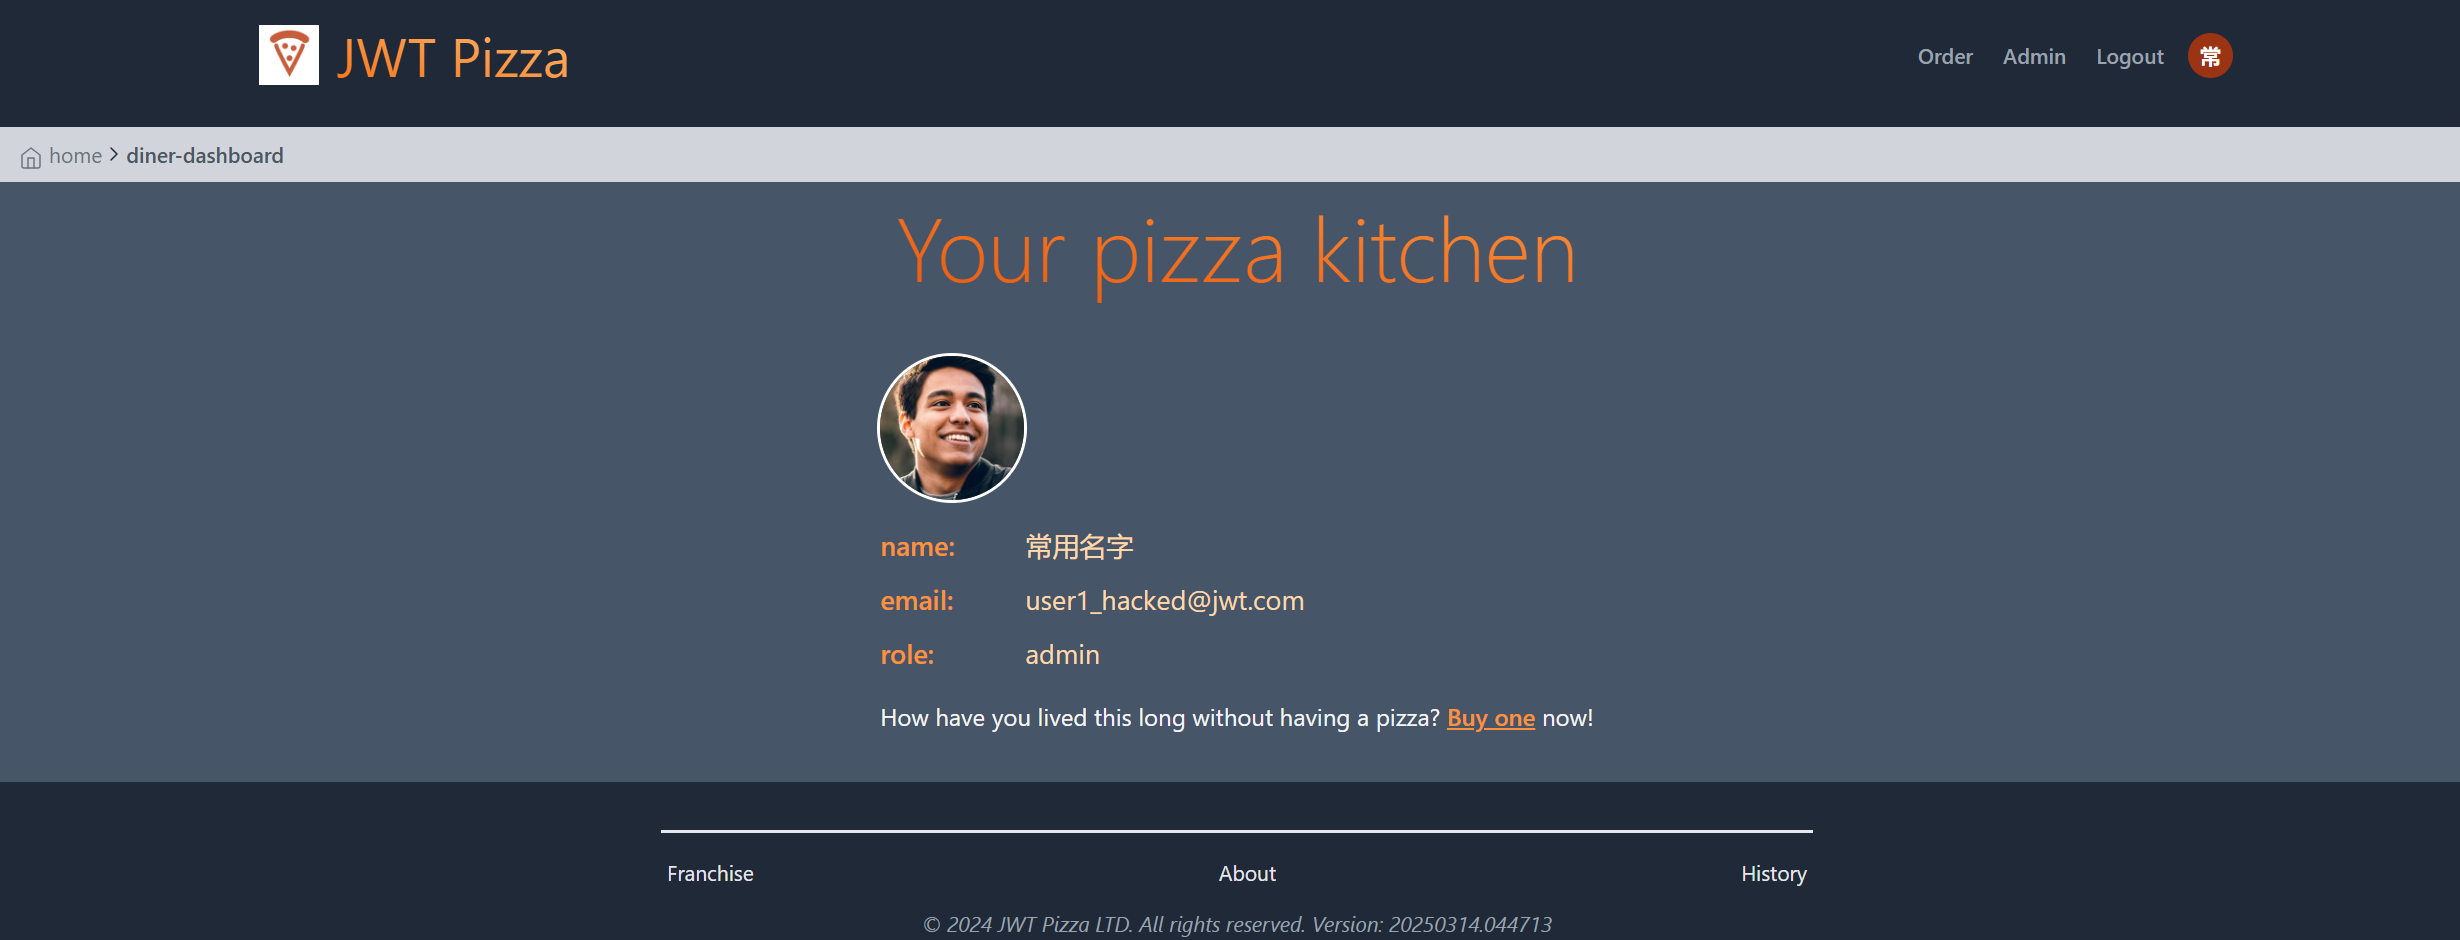 JWT Pizza
Order Admin Logout 常
home > diner-dashboard
Your pizza kitchen
name: 常用名字
email: user1_hacked@jwt.com
role: admin
How have you lived this long without having a pizza? Buy one now!
Franchise About History
© 2024 JWT Pizza LTD. All rights reserved. Version: 20250314.044713